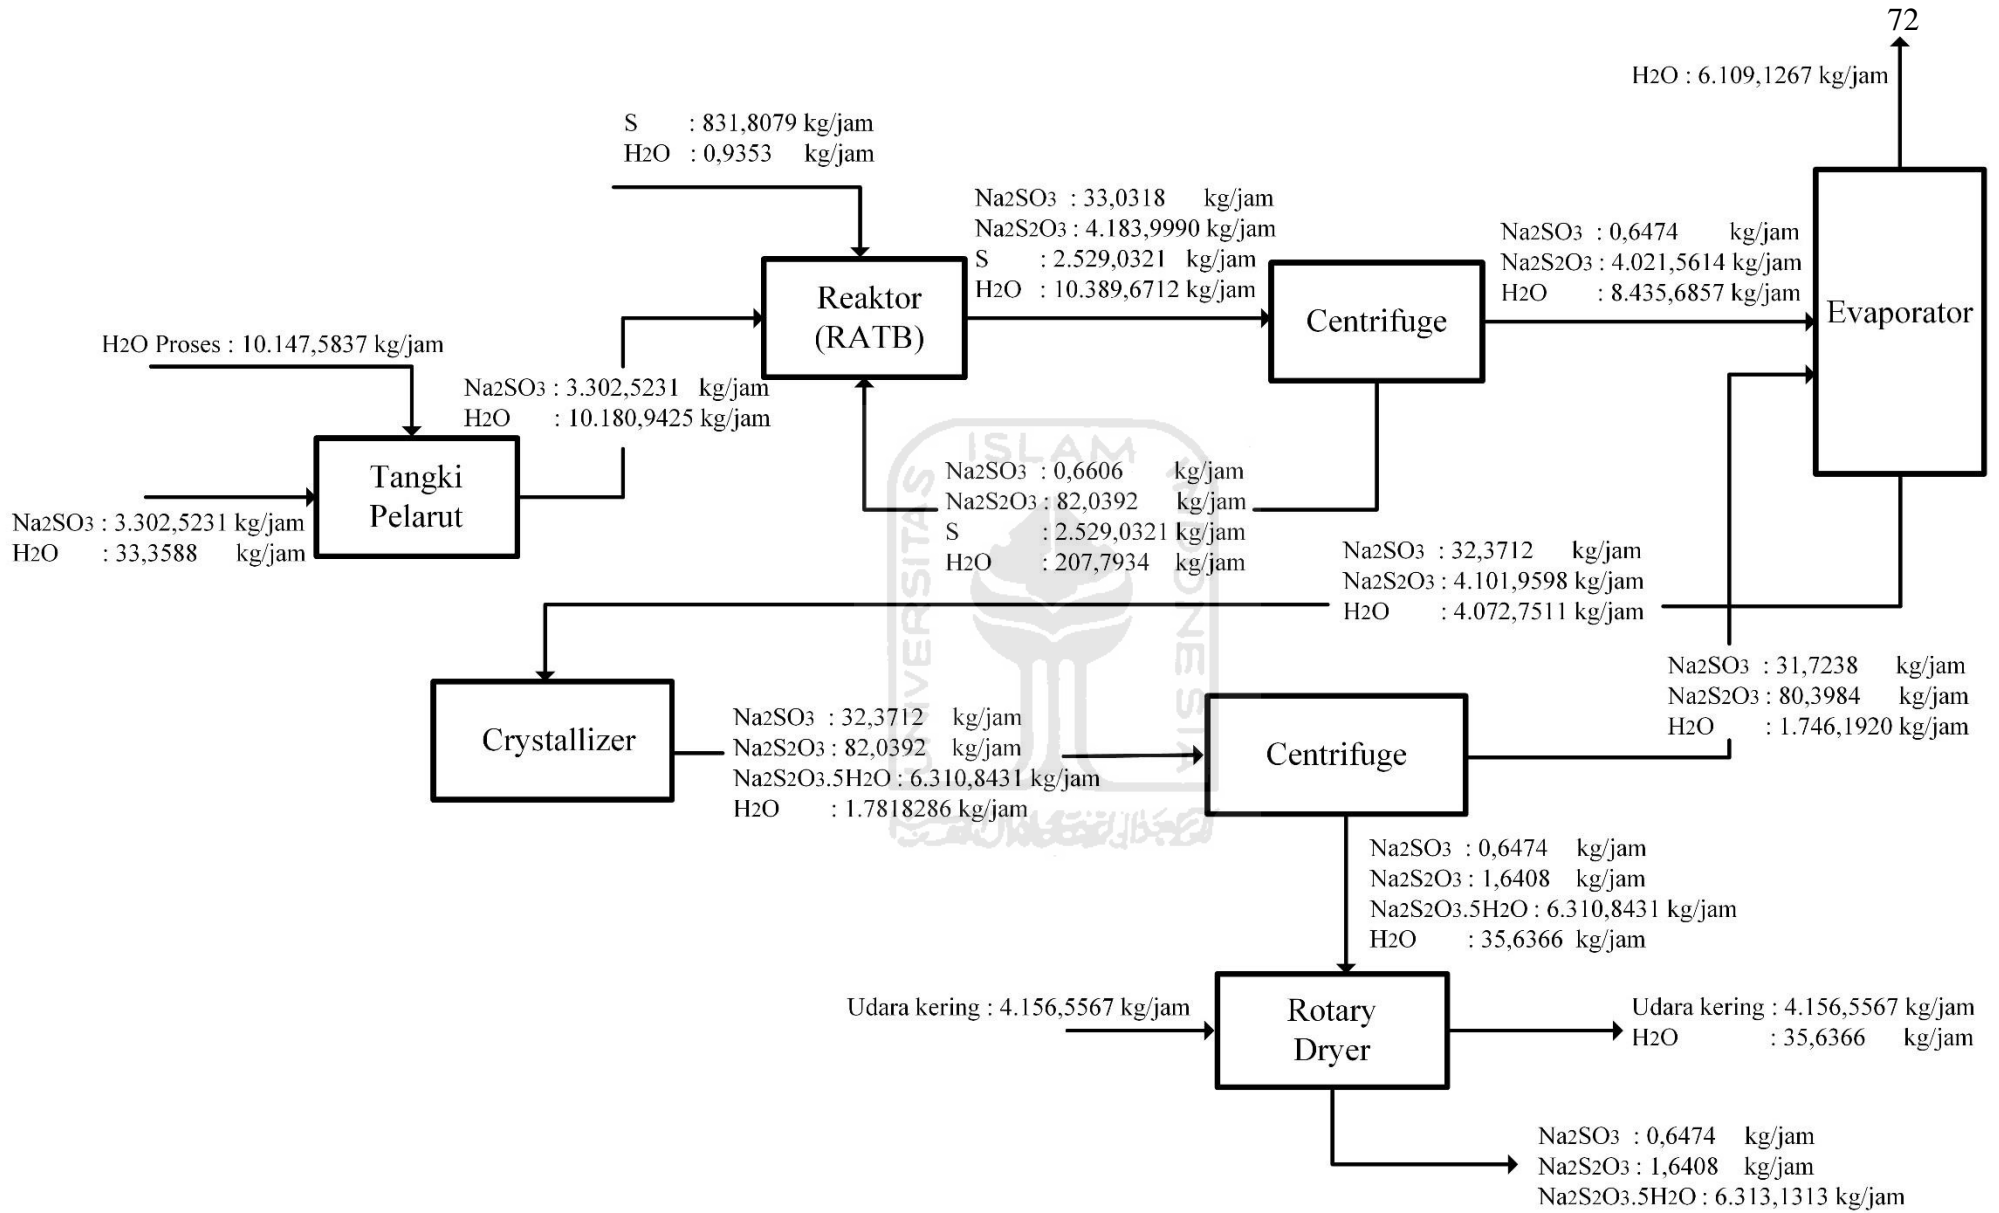 72
H2O : 6.109,1267 kg/jam
S : 831,8079 kg/jam
H2O : 0,9353 kg/jam
Na2SO3 : 33,0318 kg/jam
Na2S2O3 : 4.183,9990 kg/jam
S : 2.529,0321 kg/jam
H2O : 10.389,6712 kg/jam
Na2SO3 : 0,6474 kg/jam
Na2S2O3 : 4.021,5614 kg/jam
H2O : 8.435,6857 kg/jam
Reaktor
(RATB)
Centrifuge
Evaporator
H2O Proses : 10.147,5837 kg/jam
Na2SO3 : 3.302,5231 kg/jam
H2O : 10.180,9425 kg/jam
Tangki
Pelarut
Na2SO3 : 3.302,5231 kg/jam
H2O : 33,3588 kg/jam
Na2SO3 : 0,6606 kg/jam
Na2S2O3 : 82,0392 kg/jam
S : 2.529,0321 kg/jam
H2O : 207,7934 kg/jam
Na2SO3 : 32,3712 kg/jam
Na2S2O3 : 4.101,9598 kg/jam
H2O : 4.072,7511 kg/jam
Na2SO3 : 31,7238 kg/jam
Na2S2O3 : 80,3984 kg/jam
H2O : 1.746,1920 kg/jam
Crystallizer
Na2SO3 : 32,3712 kg/jam
Na2S2O3 : 82,0392 kg/jam
Na2S2O3.5H2O : 6.310,8431 kg/jam
H2O : 1.7818286 kg/jam
Centrifuge
Na2SO3 : 0,6474 kg/jam
Na2S2O3 : 1,6408 kg/jam
Na2S2O3.5H2O : 6.310,8431 kg/jam
H2O : 35,6366 kg/jam
Udara kering : 4.156,5567 kg/jam
Rotary
Dryer
Udara kering : 4.156,5567 kg/jam
H2O : 35,6366 kg/jam
Na2SO3 : 0,6474 kg/jam
Na2S2O3 : 1,6408 kg/jam
Na2S2O3.5H2O : 6.313,1313 kg/jam
UNIVERSITAS ISLAM INDONESIA